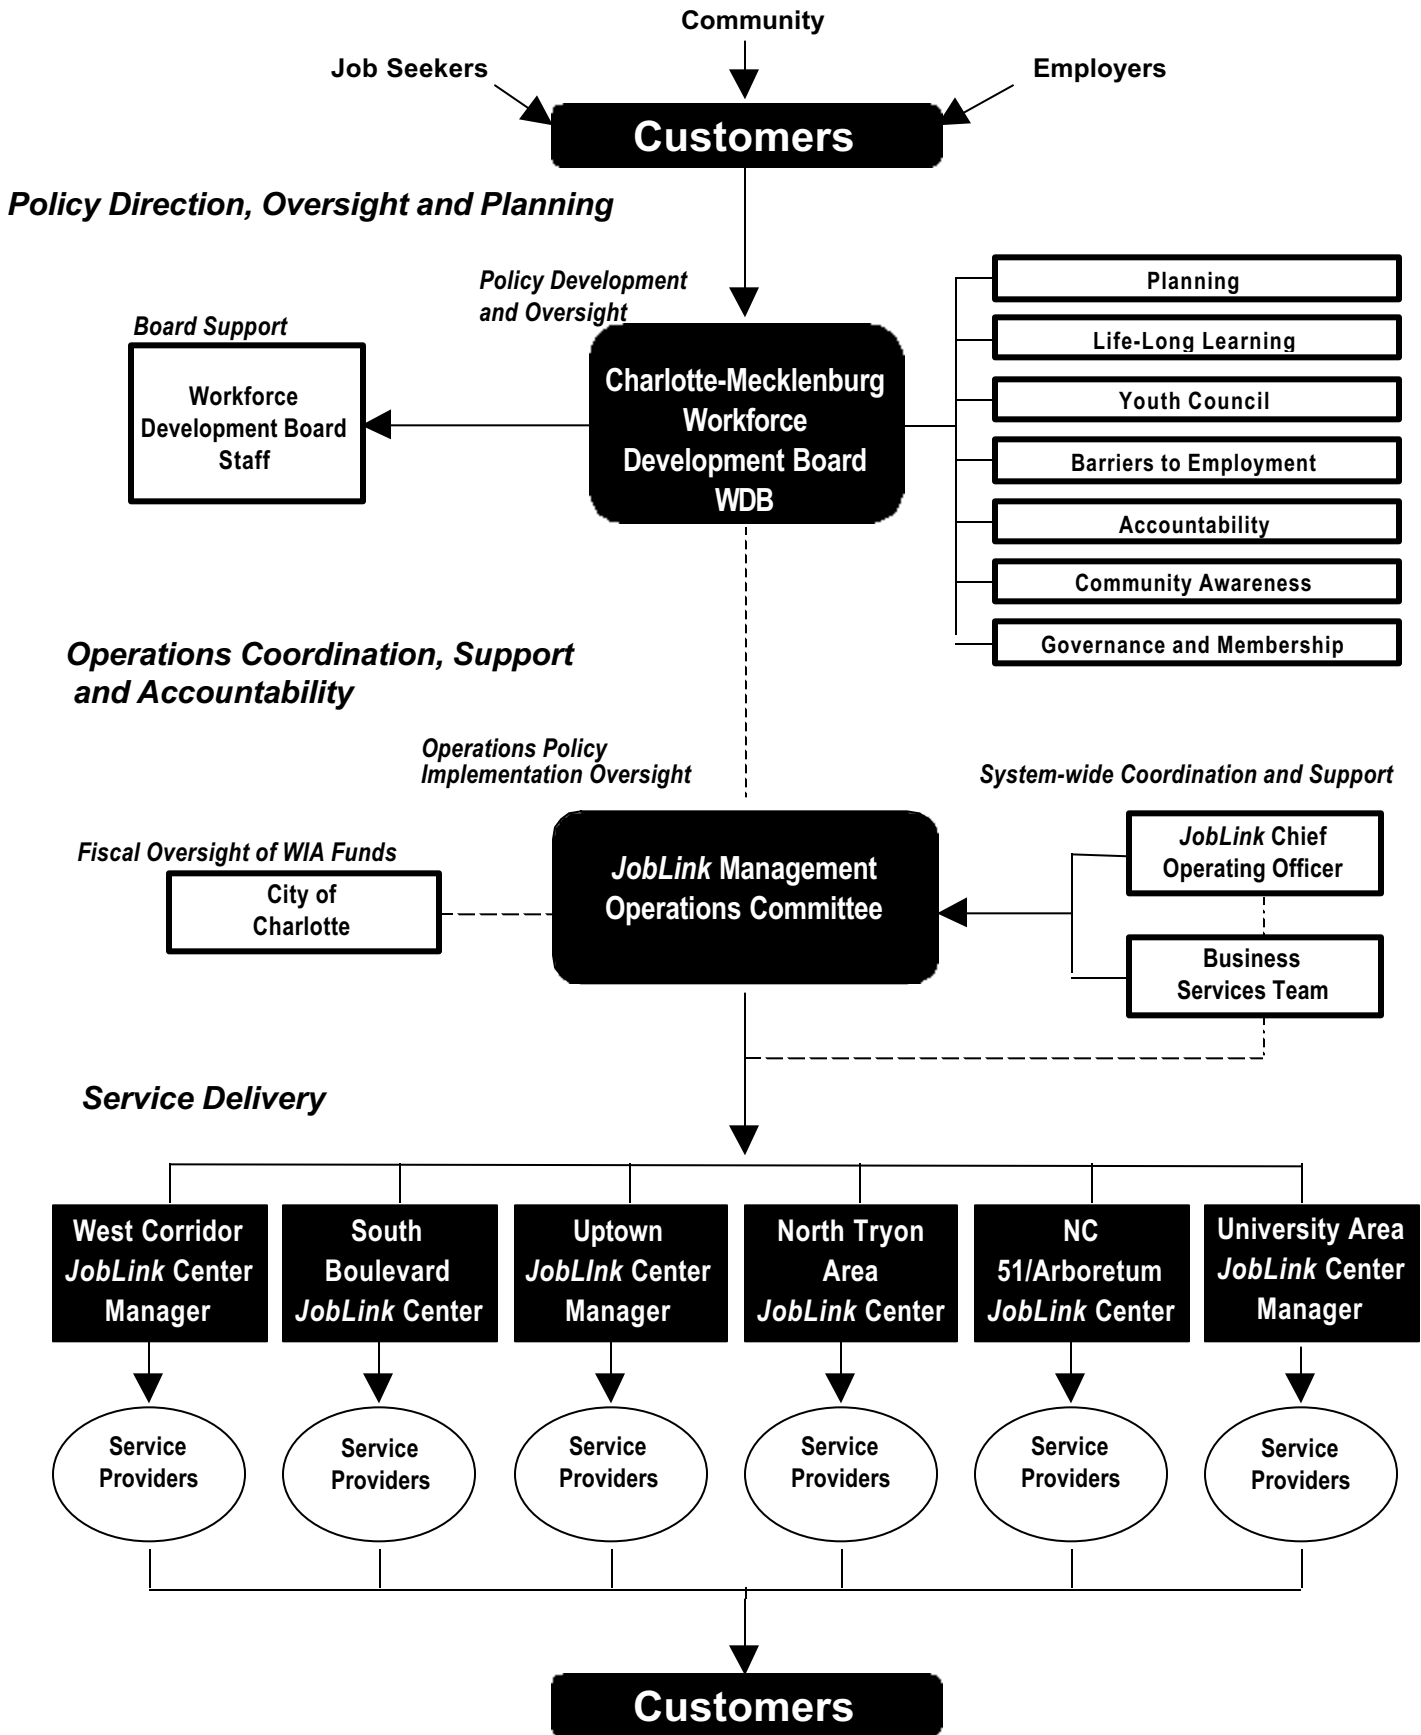 Community
Job Seekers
Employers
Customers
Policy Direction, Oversight and Planning
Policy Development
and Oversight
Board Support
Workforce
Development Board
Staff
Charlotte-Mecklenburg
Workforce
Development Board
WDB
Planning
Life-Long Learning
Youth Council
Barriers to Employment
Accountability
Community Awareness
Governance and Membership
Operations Coordination, Support
and Accountability
Operations Policy
Implementation Oversight
System-wide Coordination and Support
Fiscal Oversight of WIA Funds
City of
Charlotte
JobLink Management
Operations Committee
JobLink Chief
Operating Officer
Business
Services Team
Service Delivery
West Corridor
JobLink Center
Manager
South
Boulevard
JobLink Center
Uptown
JobLInk Center
Manager
North Tryon
Area
JobLink Center
NC
51/Arboretum
JobLink Center
University Area
JobLink Center
Manager
Service
Providers
Service
Providers
Service
Providers
Service
Providers
Service
Providers
Service
Providers
Customers